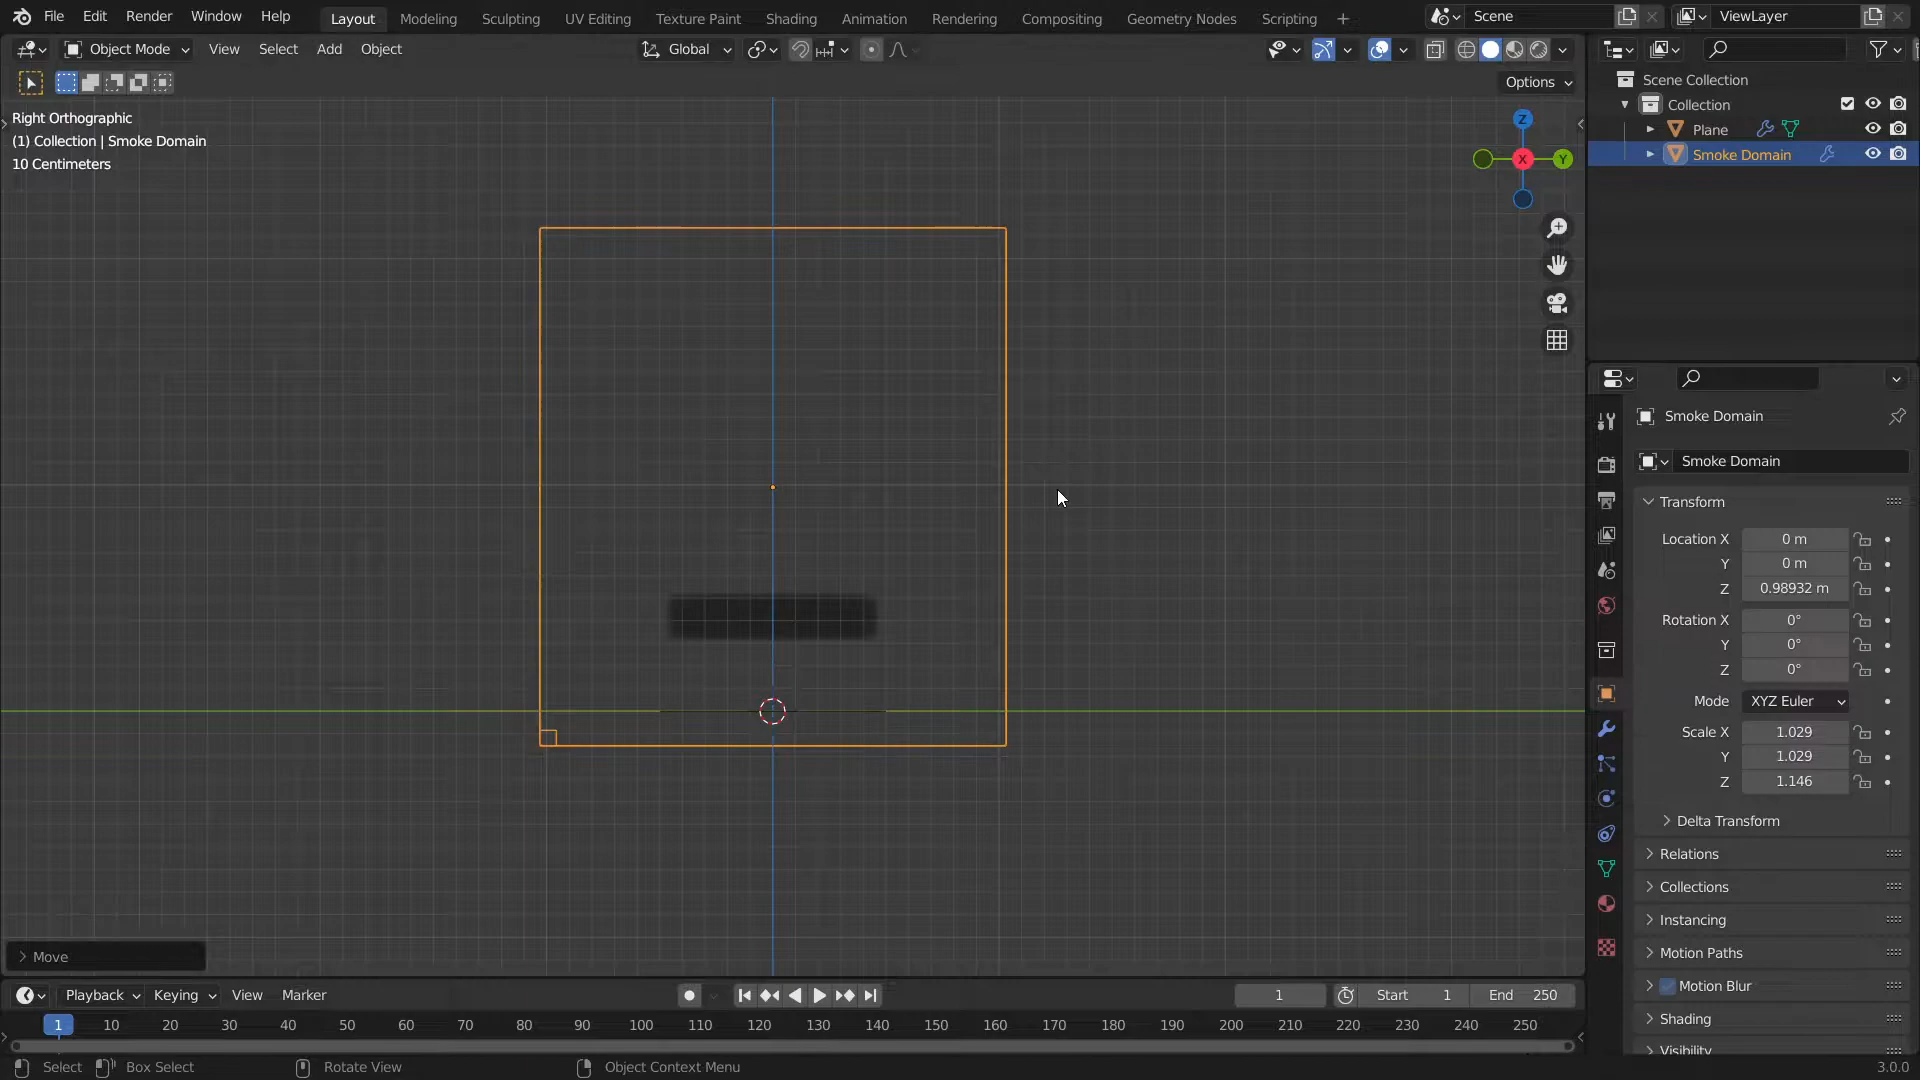 File Edit Render Window Help Layout Modeling Sculpting UV Editing Texture Paint Shading Animation Rendering Compositing Geometry Nodes Scripting + Scene ViewLayer
Object Mode View Select Add Object Global
Options
Right Orthographic
(1) Collection | Smoke Domain
10 Centimeters
Z
X
Y
Scene Collection
Collection
Plane
Smoke Domain
Smoke Domain
Smoke Domain
Transform
Location X 0 m
Y 0 m
Z 0.98932 m
Rotation X 0°
Y 0°
Z 0°
Mode XYZ Euler
Scale X 1.029
Y 1.029
Z 1.146
Delta Transform
Relations
Collections
Instancing
Motion Paths
Motion Blur
Shading
Visibility
Move
Playback Keying View Marker 1 Start 1 End 250
1 10 20 30 40 50 60 70 80 90 100 110 120 130 140 150 160 170 180 190 200 210 220 230 240 250
Select Box Select Rotate View Object Context Menu 3.0.0